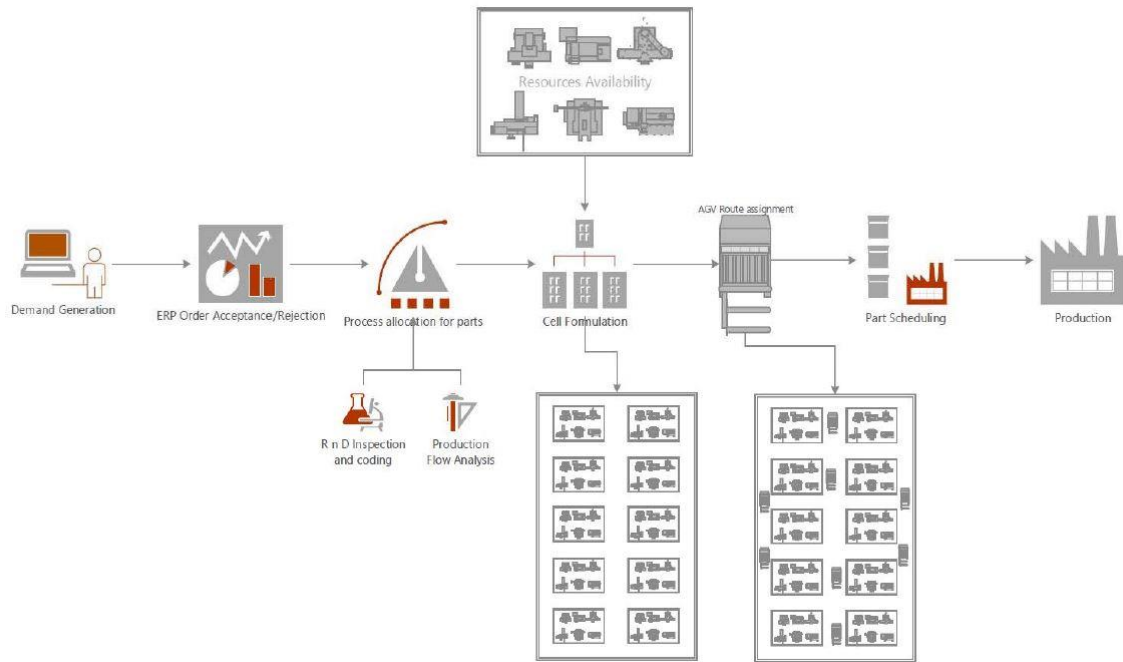 Resources Availability
AGV Route assignment
Demand Generation
ERP Order Acceptance/Rejection
Process allocation for parts
Cell Formulation
Part Scheduling
Production
R n D Inspection
and coding
Production
Flow Analysis